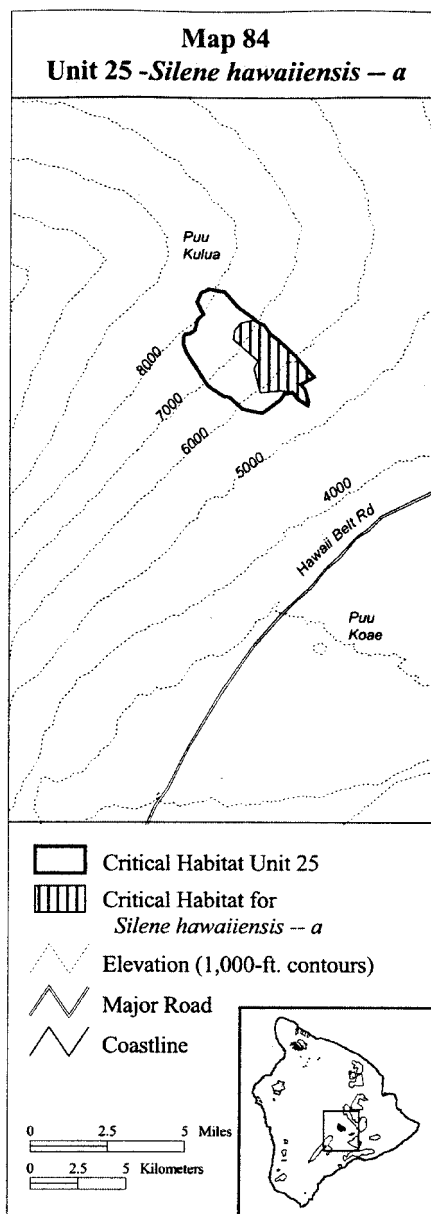 Map 84
Unit 25 -Silene hawaiiensis – a
Puu
Kulua
8000
7000
6000
5000
4000
Hawaii Belt Rd
Puu
Koae
Critical Habitat Unit 25
Critical Habitat for
Silene hawaiiensis -- a
Elevation (1,000-ft. contours)
Major Road
Coastline
0 2.5 5 Miles
0 2.5 5 Kilometers